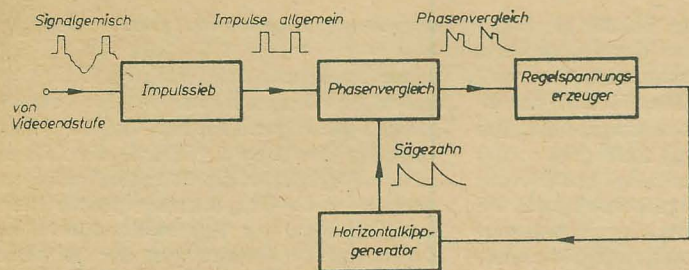 Signalgemisch
Impulse allgemein
Phasenvergleich
Impulssieb
Phasenvergleich
Regelspannungs-
erzeuger
von
Videoendstufe
Sägezahn
Horizontalkipp-
generator